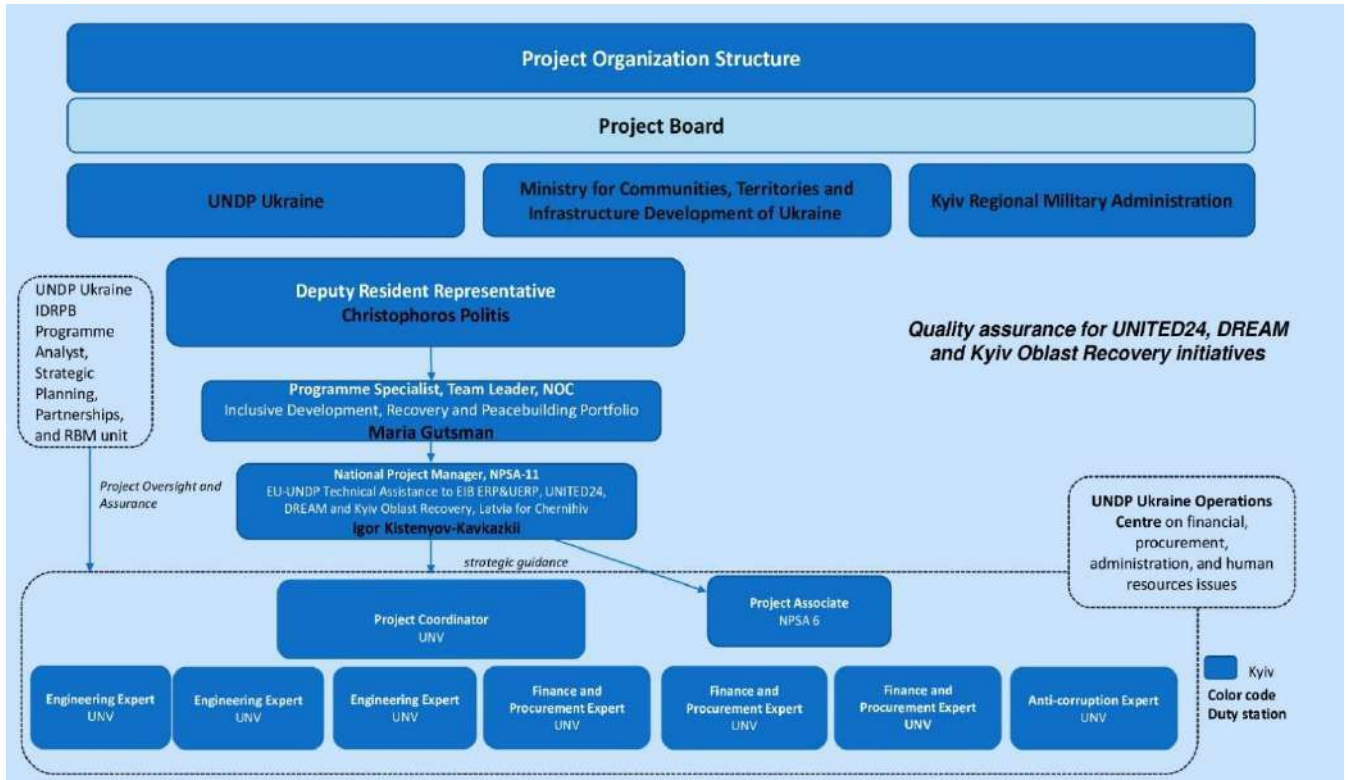 Project Organization Structure
Project Board
UNDP Ukraine
Ministry for Communities, Territories and
Infrastructure Development of Ukraine
Kyiv Regional Military Administration
UNDP Ukraine
IDRPB
Programme
Analyst,
Strategic
Planning,
Partnerships,
and RBM unit
Deputy Resident Representative
Christophoros Politis
Quality assurance for UNITED24, DREAM
and Kyiv Oblast Recovery initiatives
Programme Specialist, Team Leader, NOC
Inclusive Development, Recovery and Peacebuilding Portfolio
Maria Gutsman
Project Oversight and
Assurance
National Project Manager, NPSA-11
EU-UNDP Technical Assistance to EIB ERP&UERP, UNITED24,
DREAM and Kyiv Oblast Recovery, Latvia for Chernihiv
Igor Kistenyov-Kavkazkii
UNDP Ukraine Operations
Centre on financial,
procurement,
administration, and human
resources issues
strategic guidance
Project Coordinator
UNV
Project Associate
NPSA 6
Engineering Expert
UNV
Engineering Expert
UNV
Engineering Expert
UNV
Finance and
Procurement Expert
UNV
Finance and
Procurement Expert
UNV
Finance and
Procurement Expert
UNV
Anti-corruption Expert
UNV
Kyiv
Color code
Duty station